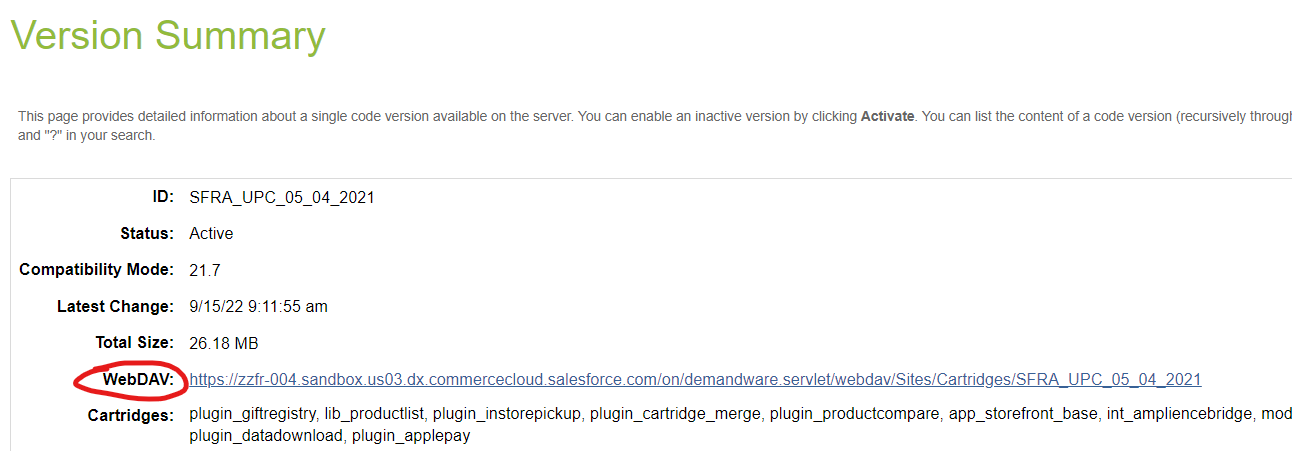 Version Summary
This page provides detailed information about a single code version available on the server. You can enable an inactive version by clicking Activate. You can list the content of a code version (recursively through
and "?" in your search.
ID: SFRA_UPC_05_04_2021
Status: Active
Compatibility Mode: 21.7
Latest Change: 9/15/22 9:11:55 am
Total Size: 26.18 MB
WebDAV: https://zzfr-004.sandbox.us03.dx.commercecloud.salesforce.com/on/demandware.servlet/webdav/Sites/Cartridges/SFRA_UPC_05_04_2021
Cartridges: plugin_giftregistry, lib_productlist, plugin_instorepickup, plugin_cartridge_merge, plugin_productcompare, app_storefront_base, int_ampliencebridge, mod
plugin_datadownload, plugin_applepay